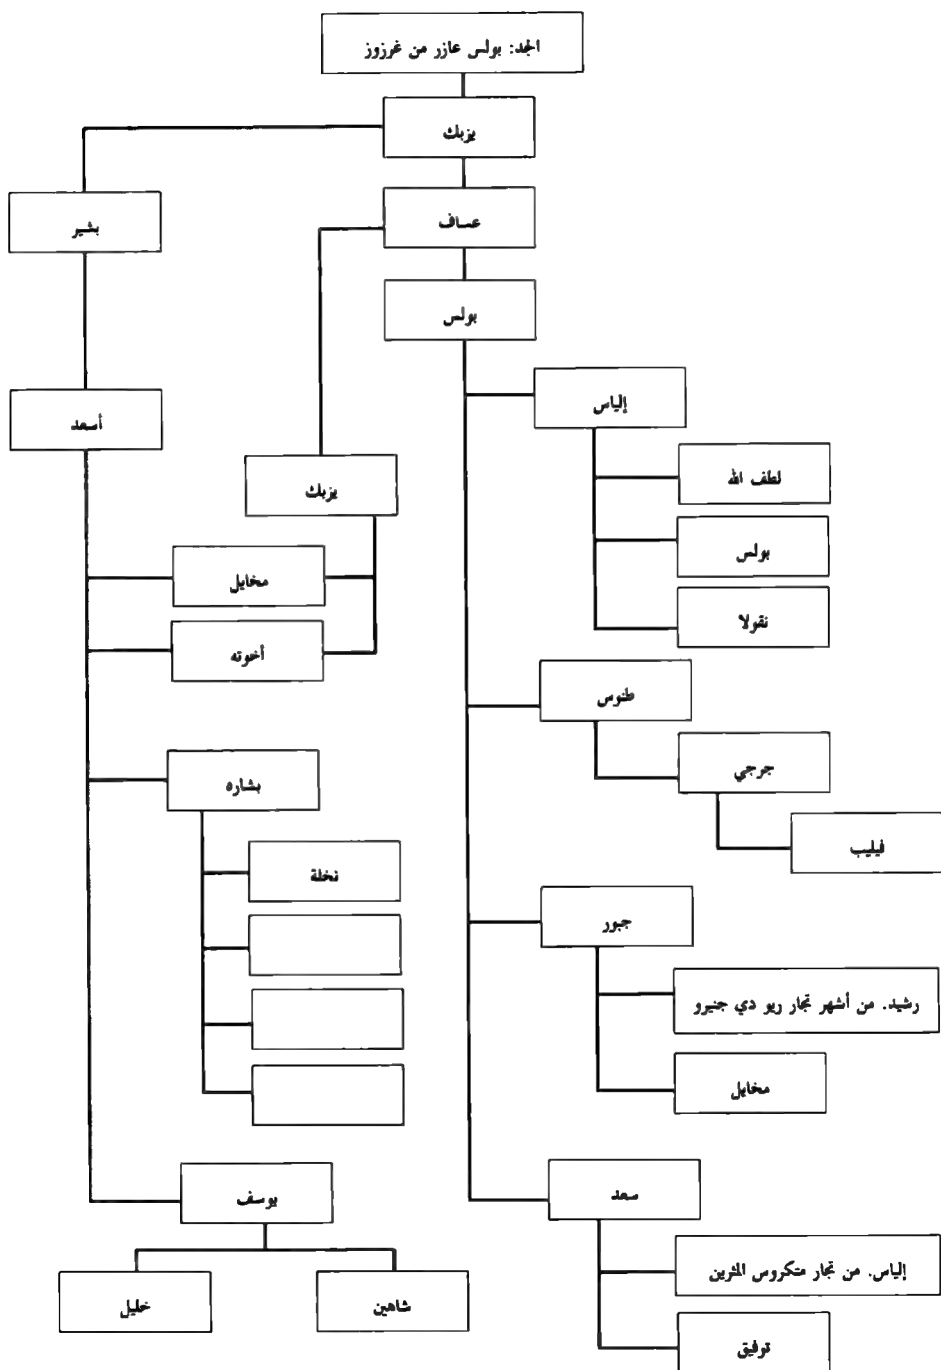 الجد: بولس عازر من غرزوز
يزبك
بشير
عساف
بولس
إلياس
أسعد
لطف الله
يزبك
بولس
مخايل
نقولا
أخوته
طنوس
جرجي
بشاره
فيليب
نخلة
جبور
رشيد. من أشهر تجار ريو دي جنيرو
مخايل
سعد
يوسف
إلياس. من تجار متكروس المثرين
شاهين
خليل
توفيق